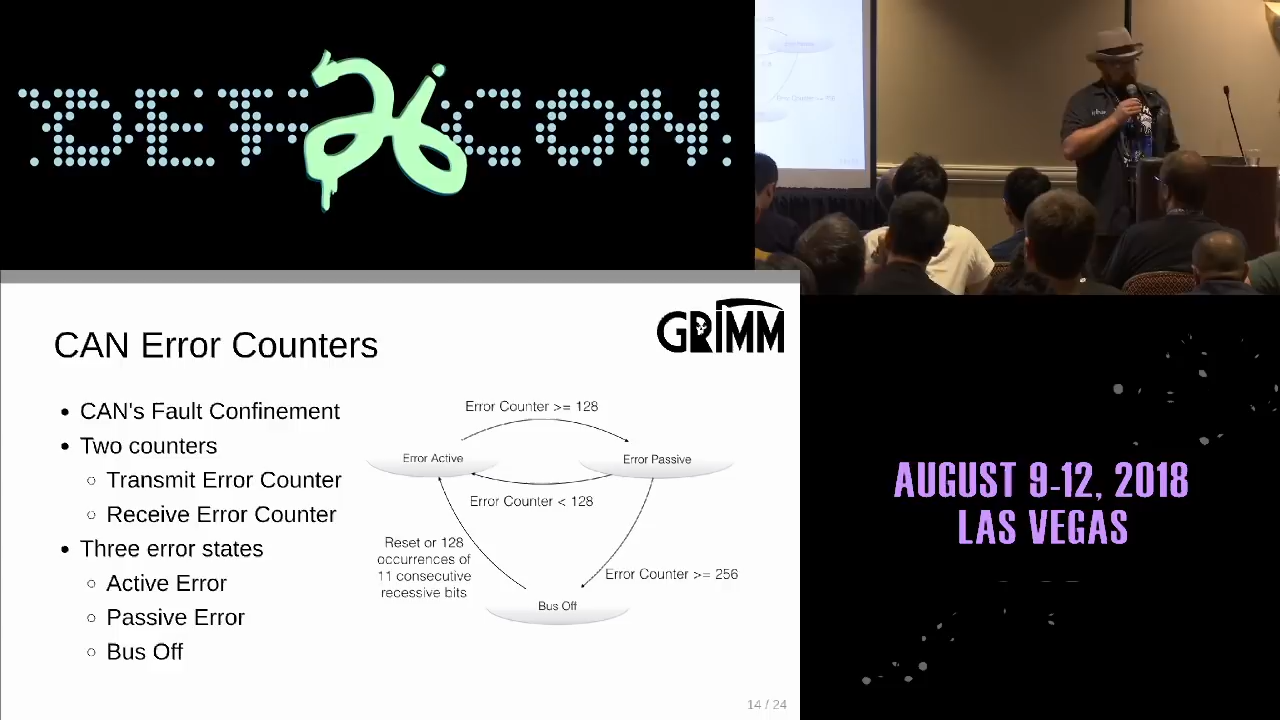 DEF CON
26
CAN Error Counters
GRIMM
• CAN's Fault Confinement
• Two counters
○ Transmit Error Counter
○ Receive Error Counter
• Three error states
○ Active Error
○ Passive Error
○ Bus Off
Error Counter >= 128
Error Active
Error Passive
Error Counter < 128
Reset or 128
occurrences of
11 consecutive
recessive bits
Error Counter >= 256
Bus Off
14 / 24
AUGUST 9-12, 2018
LAS VEGAS